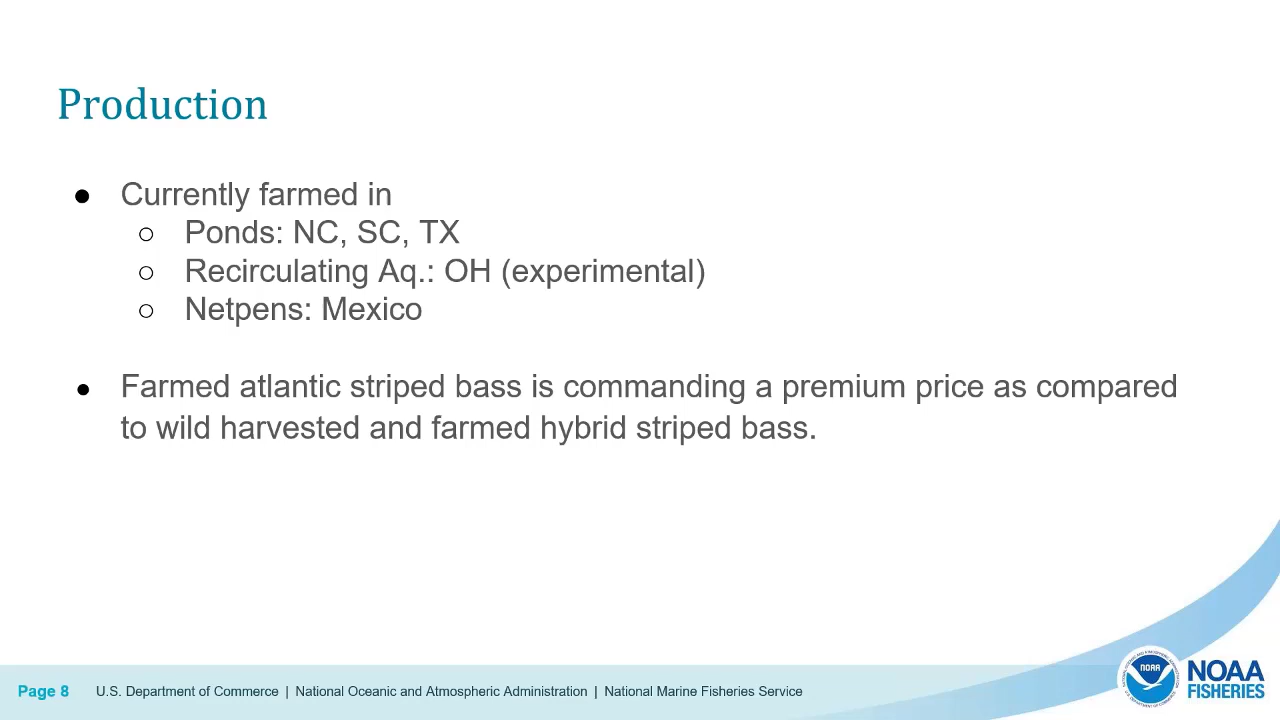 Production
● Currently farmed in
○ Ponds: NC, SC, TX
○ Recirculating Aq.: OH (experimental)
○ Netpens: Mexico
● Farmed atlantic striped bass is commanding a premium price as compared
to wild harvested and farmed hybrid striped bass.
Page 8 U.S. Department of Commerce | National Oceanic and Atmospheric Administration | National Marine Fisheries Service
NOAA
NOAA
FISHERIES